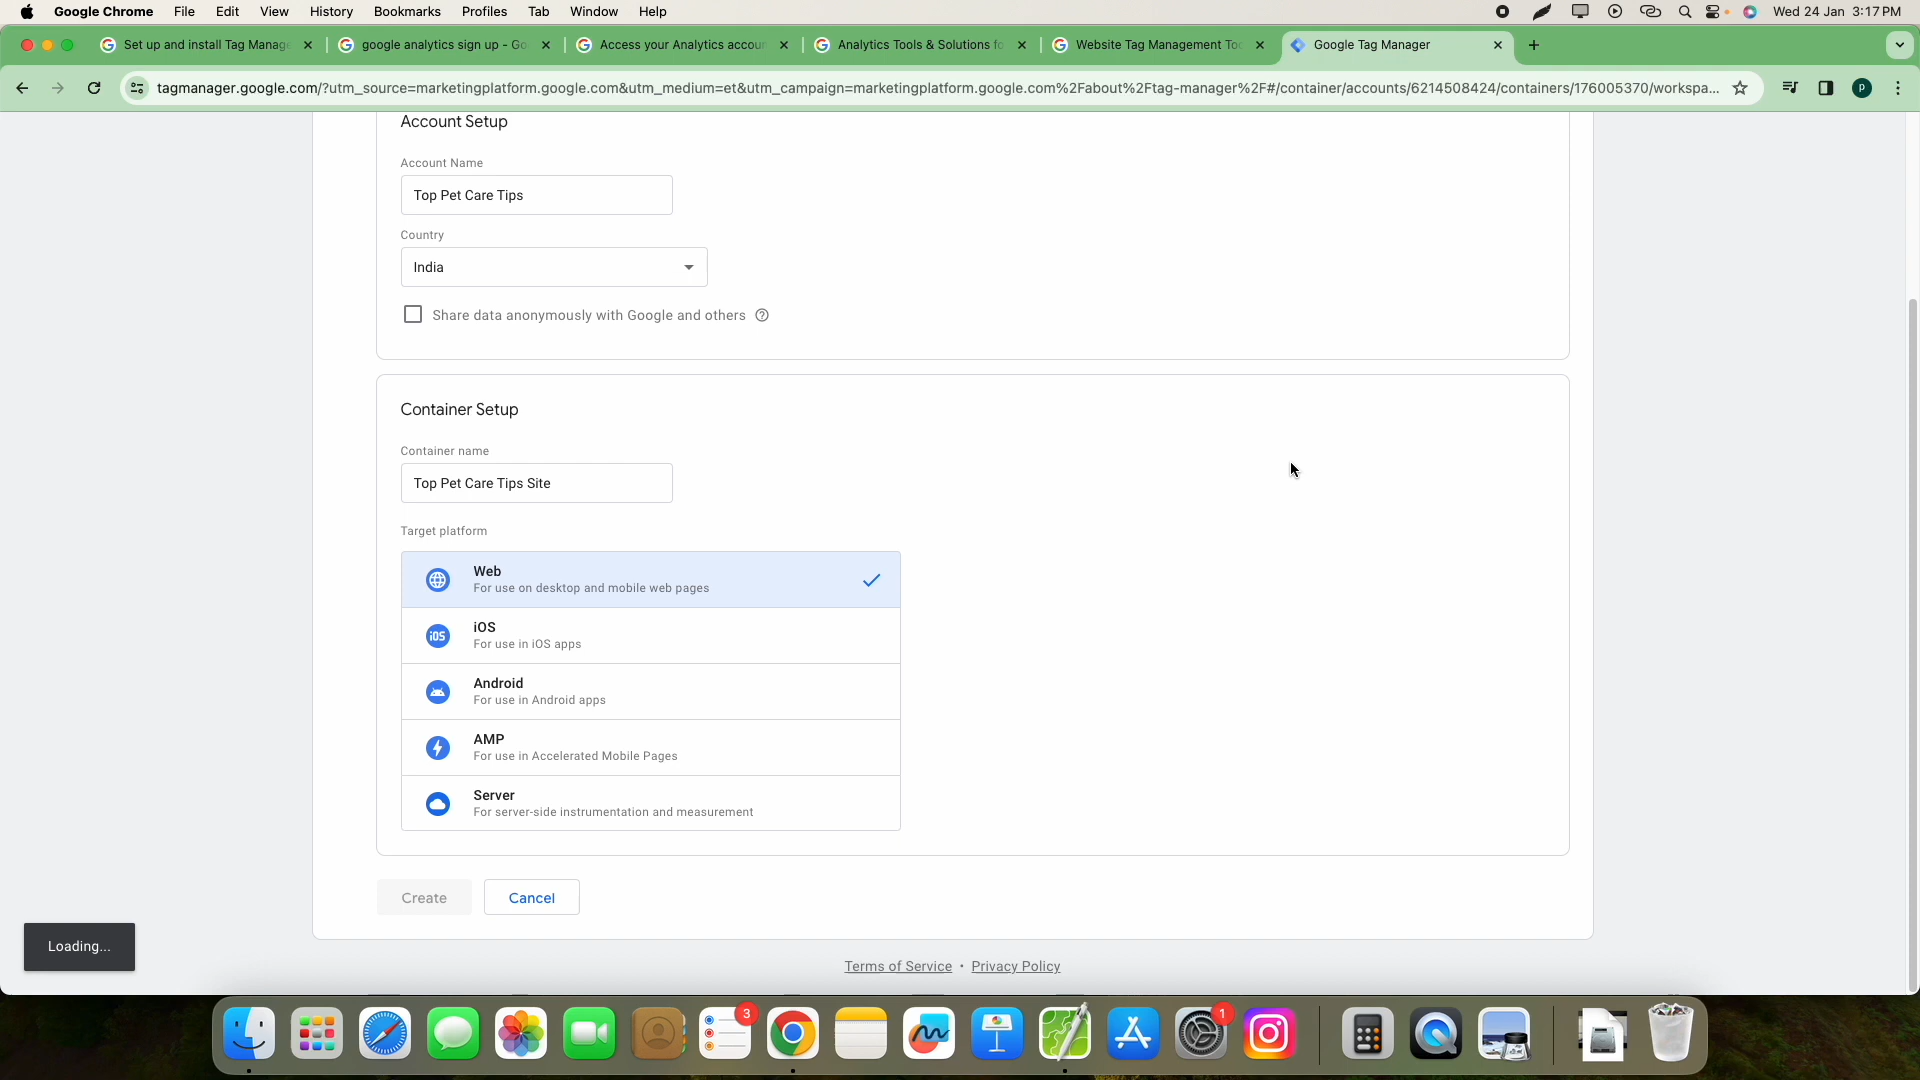 Google Chrome File Edit View History Bookmarks Profiles Tab Window Help Wed 24 Jan 3:17 PM
Set up and install Tag Manage google analytics sign up - Go Access your Analytics accoun Analytics Tools & Solutions fo Website Tag Management Too Google Tag Manager
tagmanager.google.com/?utm_source=marketingplatform.google.com&utm_medium=et&utm_campaign=marketingplatform.google.com%2Fabout%2Ftag-manager%2F#/container/accounts/6214508424/containers/176005370/workspa... P
Account Setup
Account Name
Top Pet Care Tips
Country
India
Share data anonymously with Google and others
Container Setup
Container name
Top Pet Care Tips Site
Target platform
Web
For use on desktop and mobile web pages
iOS
iOS
For use in iOS apps
Android
For use in Android apps
AMP
For use in Accelerated Mobile Pages
Server
For server-side instrumentation and measurement
Create Cancel
Loading...
Terms of Service • Privacy Policy
3 1